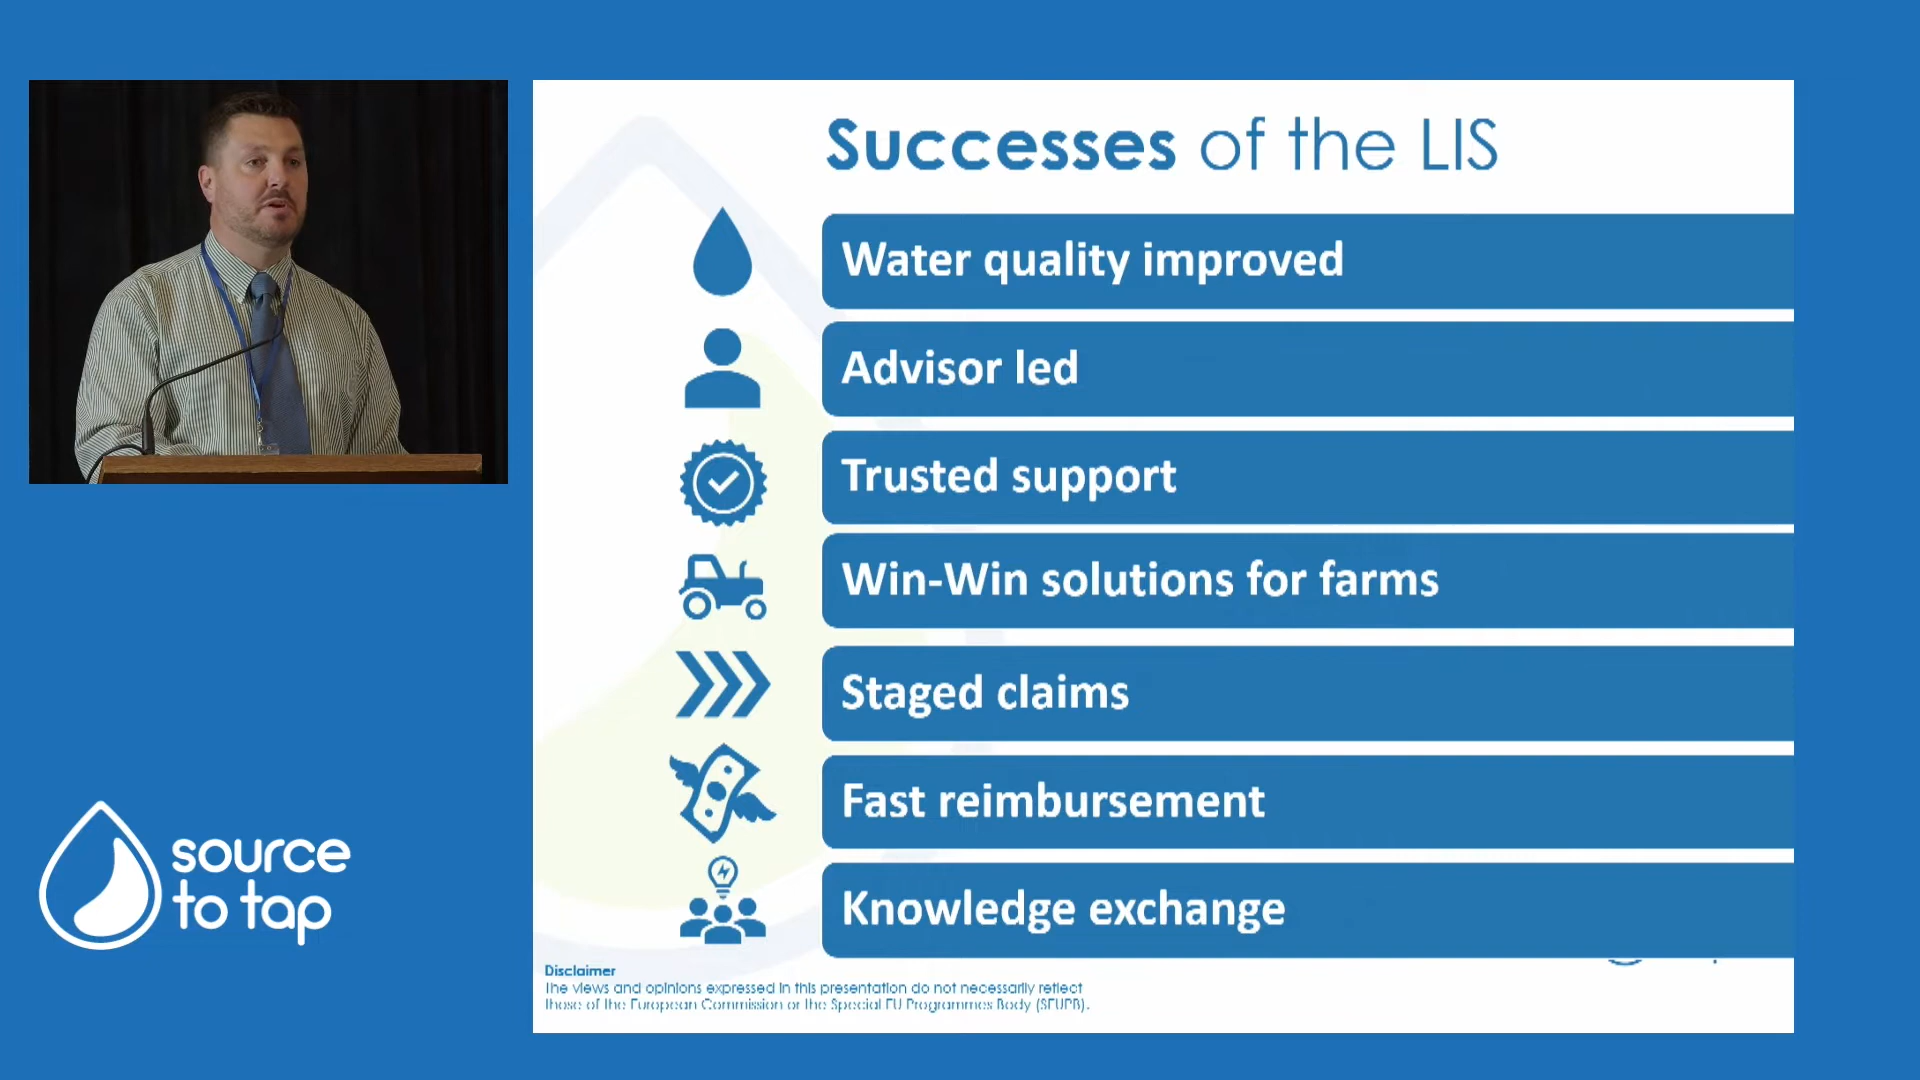 Successes of the LIS
Water quality improved
Advisor led
Trusted support
Win-Win solutions for farms
Staged claims
Fast reimbursement
Knowledge exchange
Disclaimer
The views and opinions expressed in this presentation do not necessarily reflect
those of the European Commission or the Special EU Programmes Body (SEUPB).
source
to tap